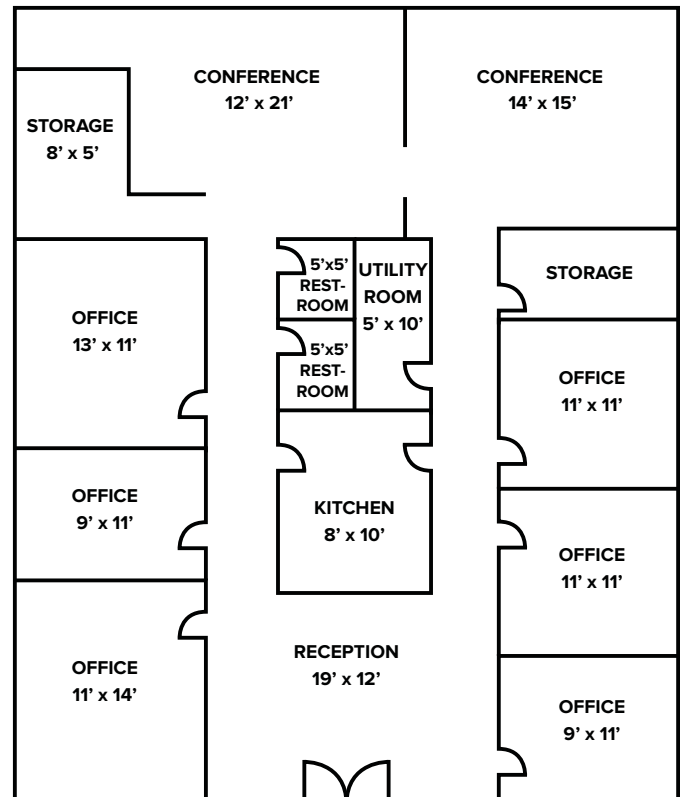 CONFERENCE
12’ x 21’
CONFERENCE
14’ x 15’
STORAGE
8’ x 5’
5’x5’
REST-
ROOM
UTILITY
ROOM
5’ x 10’
STORAGE
OFFICE
13’ x 11’
5’x5’
REST-
ROOM
OFFICE
11’ x 11’
OFFICE
9’ x 11’
KITCHEN
8’ x 10’
OFFICE
11’ x 11’
OFFICE
11’ x 14’
RECEPTION
19’ x 12’
OFFICE
9’ x 11’